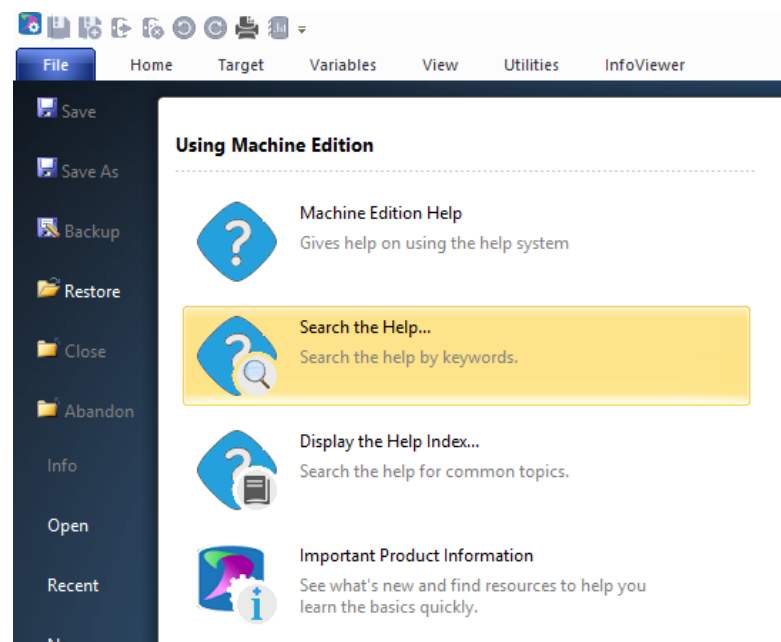 File Home Target Variables View Utilities InfoViewer
Save
Save As
Backup
Restore
Close
Abandon
Info
Open
Recent
Using Machine Edition
Machine Edition Help
Gives help on using the help system
Search the Help...
Search the help by keywords.
Display the Help Index...
Search the help for common topics.
Important Product Information
See what's new and find resources to help you
learn the basics quickly.